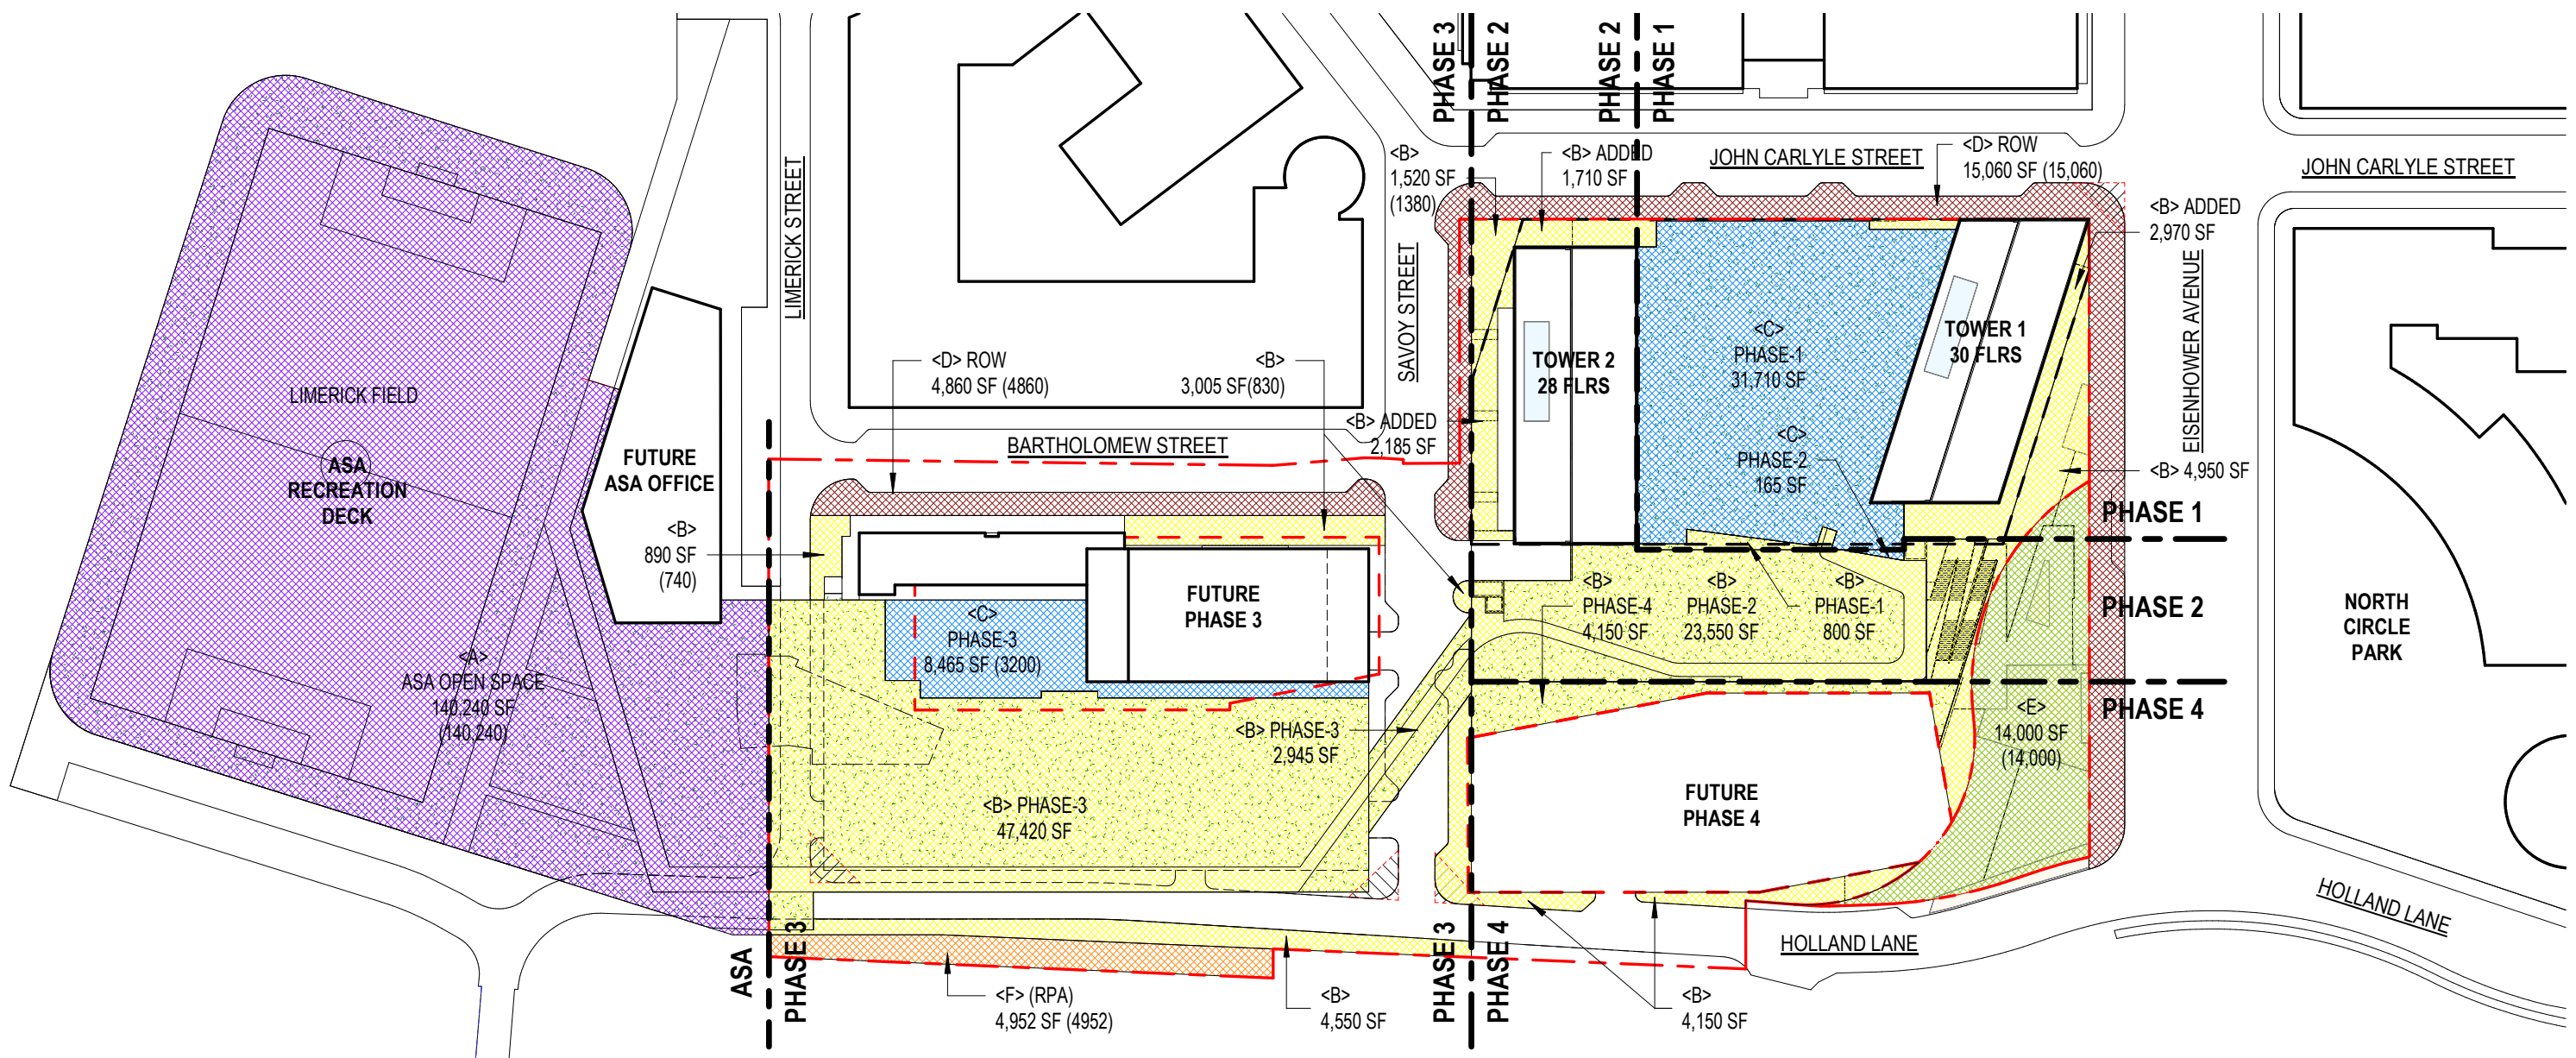 PHASE 3
PHASE 2
PHASE 2
PHASE 1
<B>
1,520 SF
(1380)
<B> ADDED
1,710 SF
JOHN CARLYLE STREET
<D> ROW
15,060 SF (15,060)
JOHN CARLYLE STREET
<B> ADDED
2,970 SF
LIMERICK STREET
SAVOY STREET
EISENHOWER AVENUE
<D> ROW
4,860 SF (4860)
<B>
3,005 SF(830)
TOWER 2
28 FLRS
<C>
PHASE-1
31,710 SF
TOWER 1
30 FLRS
LIMERICK FIELD
<B> ADDED
2,185 SF
BARTHOLOMEW STREET
<C>
PHASE-2
165 SF
<B> 4,950 SF
ASA
RECREATION
DECK
FUTURE
ASA OFFICE
<B>
890 SF
(740)
PHASE 1
PHASE 2
PHASE 4
FUTURE
PHASE 3
<B>
PHASE-4
4,150 SF
<B>
PHASE-2
23,550 SF
<B>
PHASE-1
800 SF
NORTH
CIRCLE
PARK
<C>
PHASE-3
8,465 SF (3200)
<A>
ASA OPEN SPACE
140,240 SF
(140,240)
<B> PHASE-3
2,945 SF
<E>
14,000 SF
(14,000)
<B> PHASE-3
47,420 SF
FUTURE
PHASE 4
HOLLAND LANE
HOLLAND LANE
ASA
PHASE 3
PHASE 3
PHASE 4
<F> (RPA)
4,952 SF (4952)
<B>
4,550 SF
<B>
4,150 SF